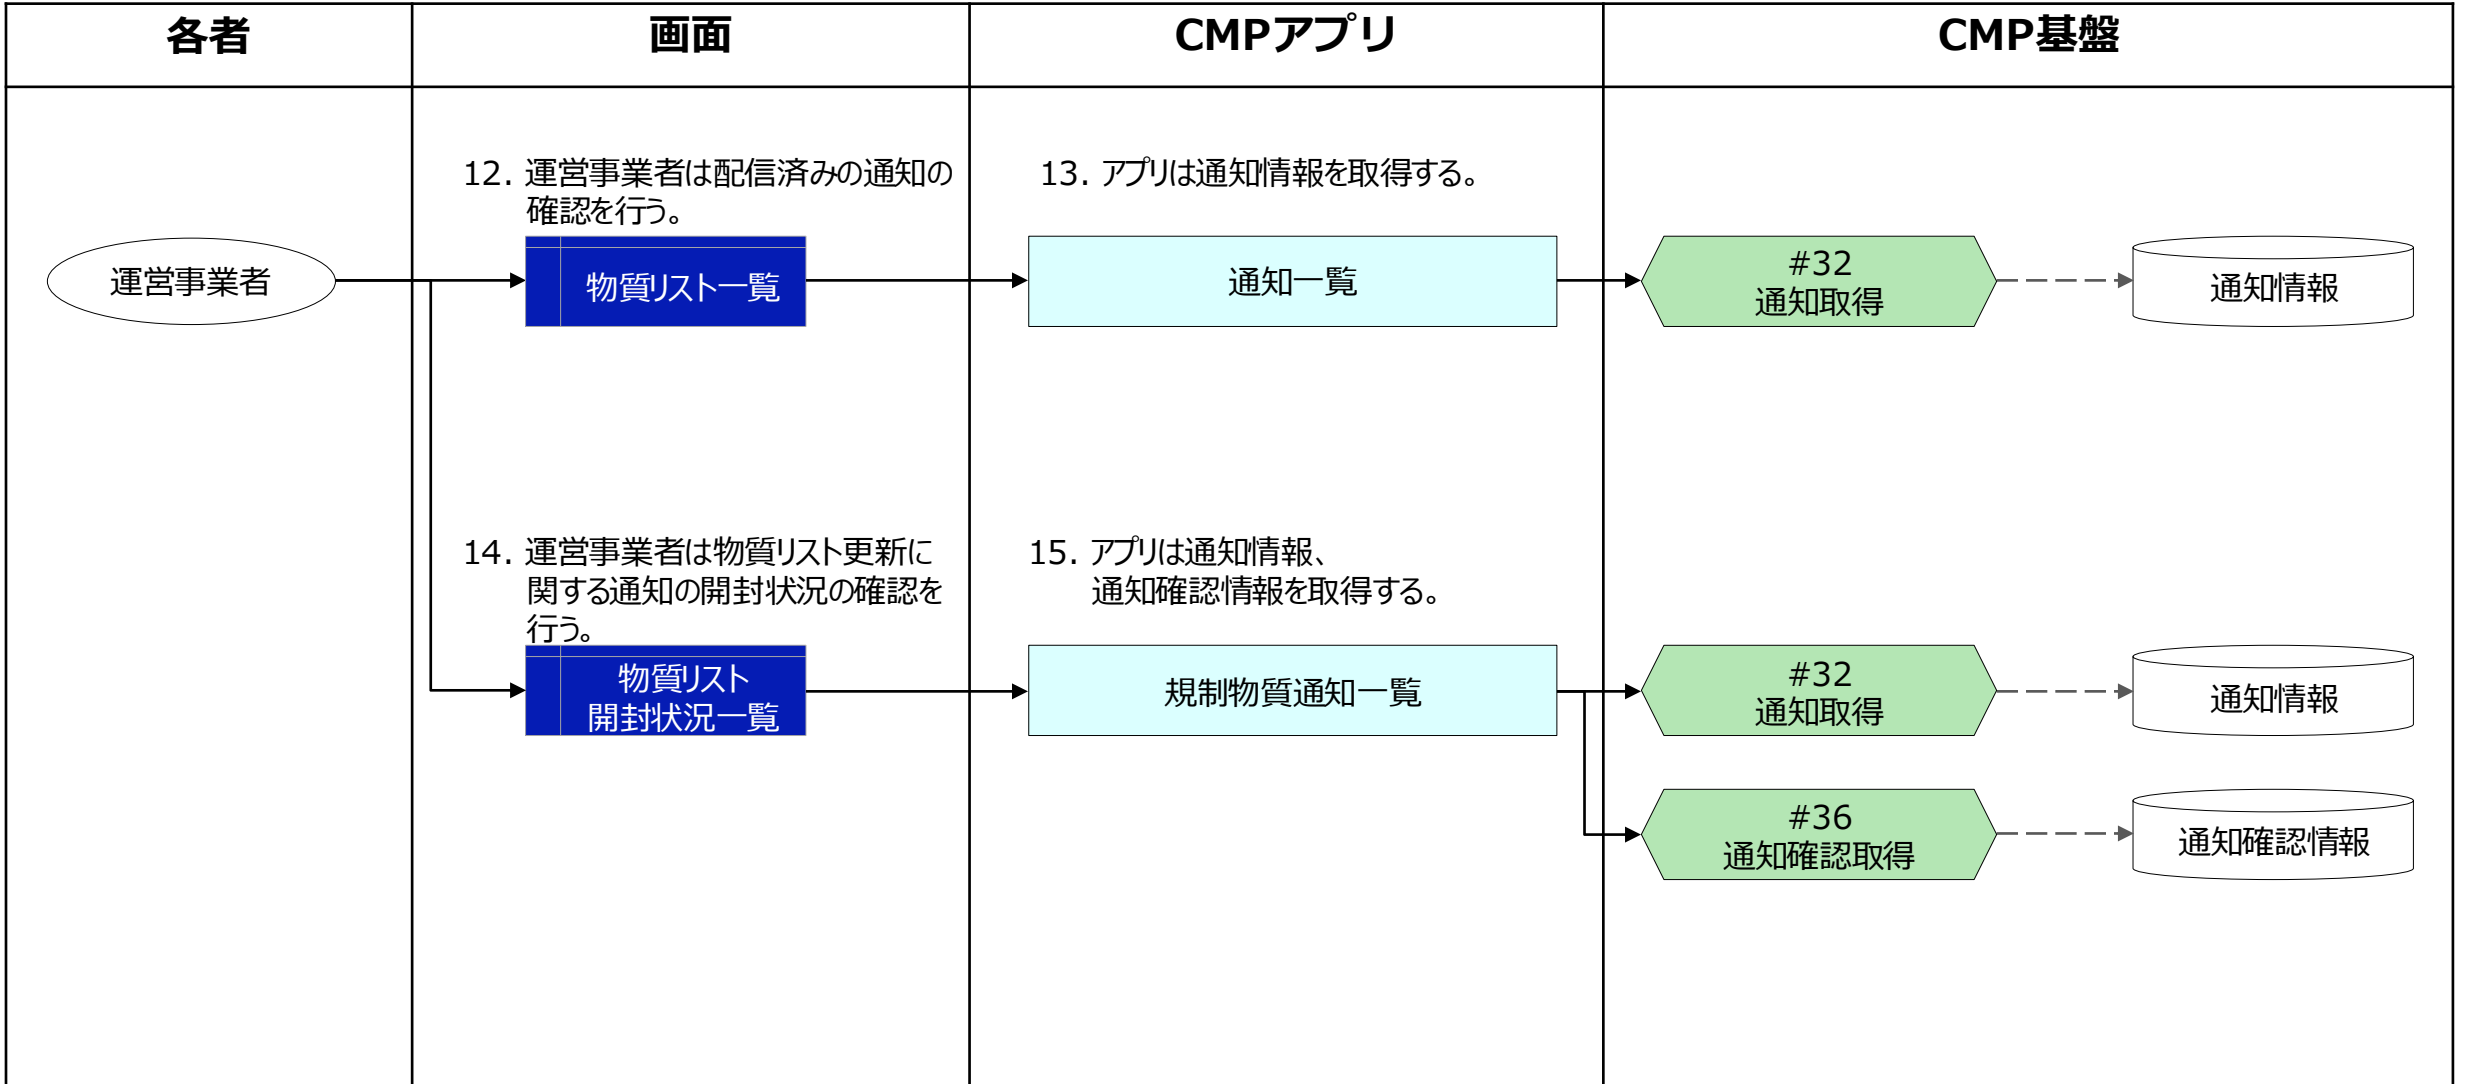 各者
画面
CMPアプリ
CMP基盤
12. 運営事業者は配信済みの通知の
確認を行う。
13. アプリは通知情報を取得する。
運営事業者
物質リスト一覧
通知一覧
#32
通知取得
通知情報
14. 運営事業者は物質リスト更新に
関する通知の開封状況の確認を
行う。
15. アプリは通知情報、
通知確認情報を取得する。
物質リスト
開封状況一覧
規制物質通知一覧
#32
通知取得
通知情報
#36
通知確認取得
通知確認情報